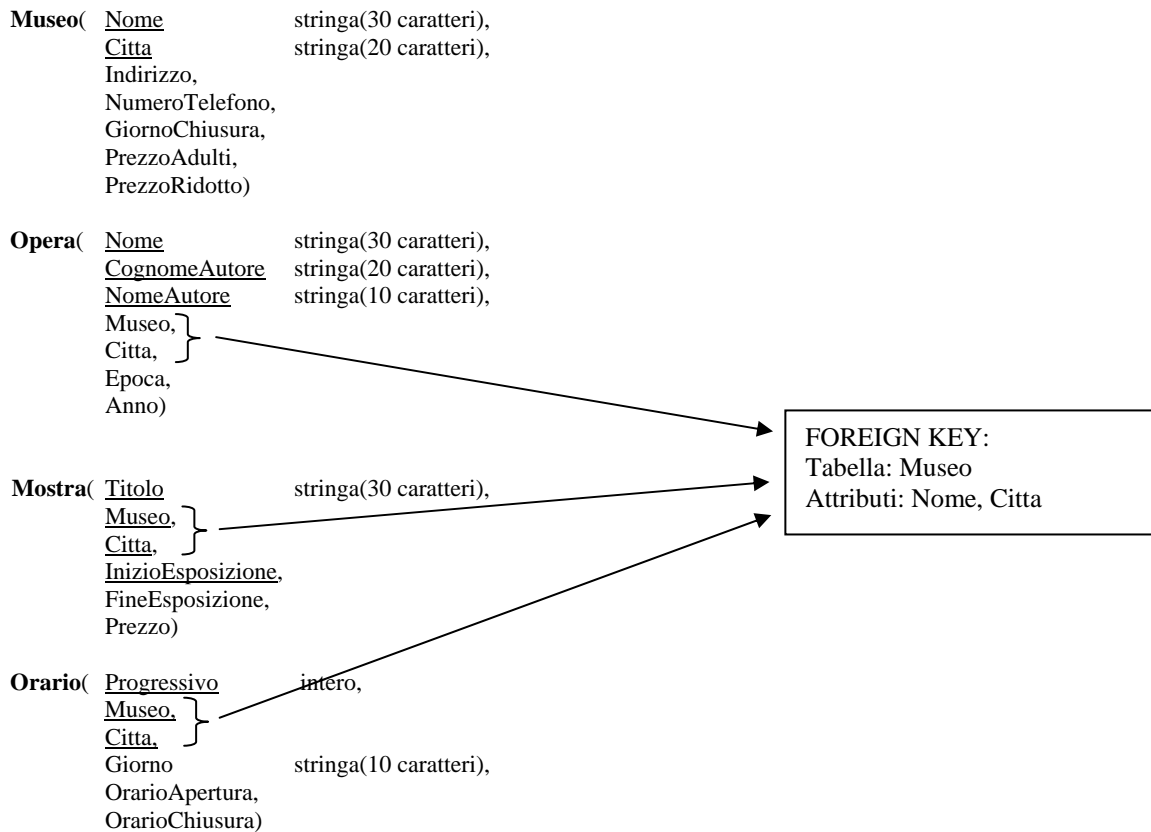 Museo( Nome stringa(30 caratteri),
Citta stringa(20 caratteri),
Indirizzo,
NumeroTelefono,
GiornoChiusura,
PrezzoAdulti,
PrezzoRidotto)
Opera( Nome stringa(30 caratteri),
CognomeAutore stringa(20 caratteri),
NomeAutore stringa(10 caratteri),
Museo,
Citta,
Epoca,
Anno)
FOREIGN KEY:
Tabella: Museo
Attributi: Nome, Citta
Mostra( Titolo stringa(30 caratteri),
Museo,
Citta,
InizioEsposizione,
FineEsposizione,
Prezzo)
Orario( Progressivo intero,
Museo,
Citta,
Giorno stringa(10 caratteri),
OrarioApertura,
OrarioChiusura)